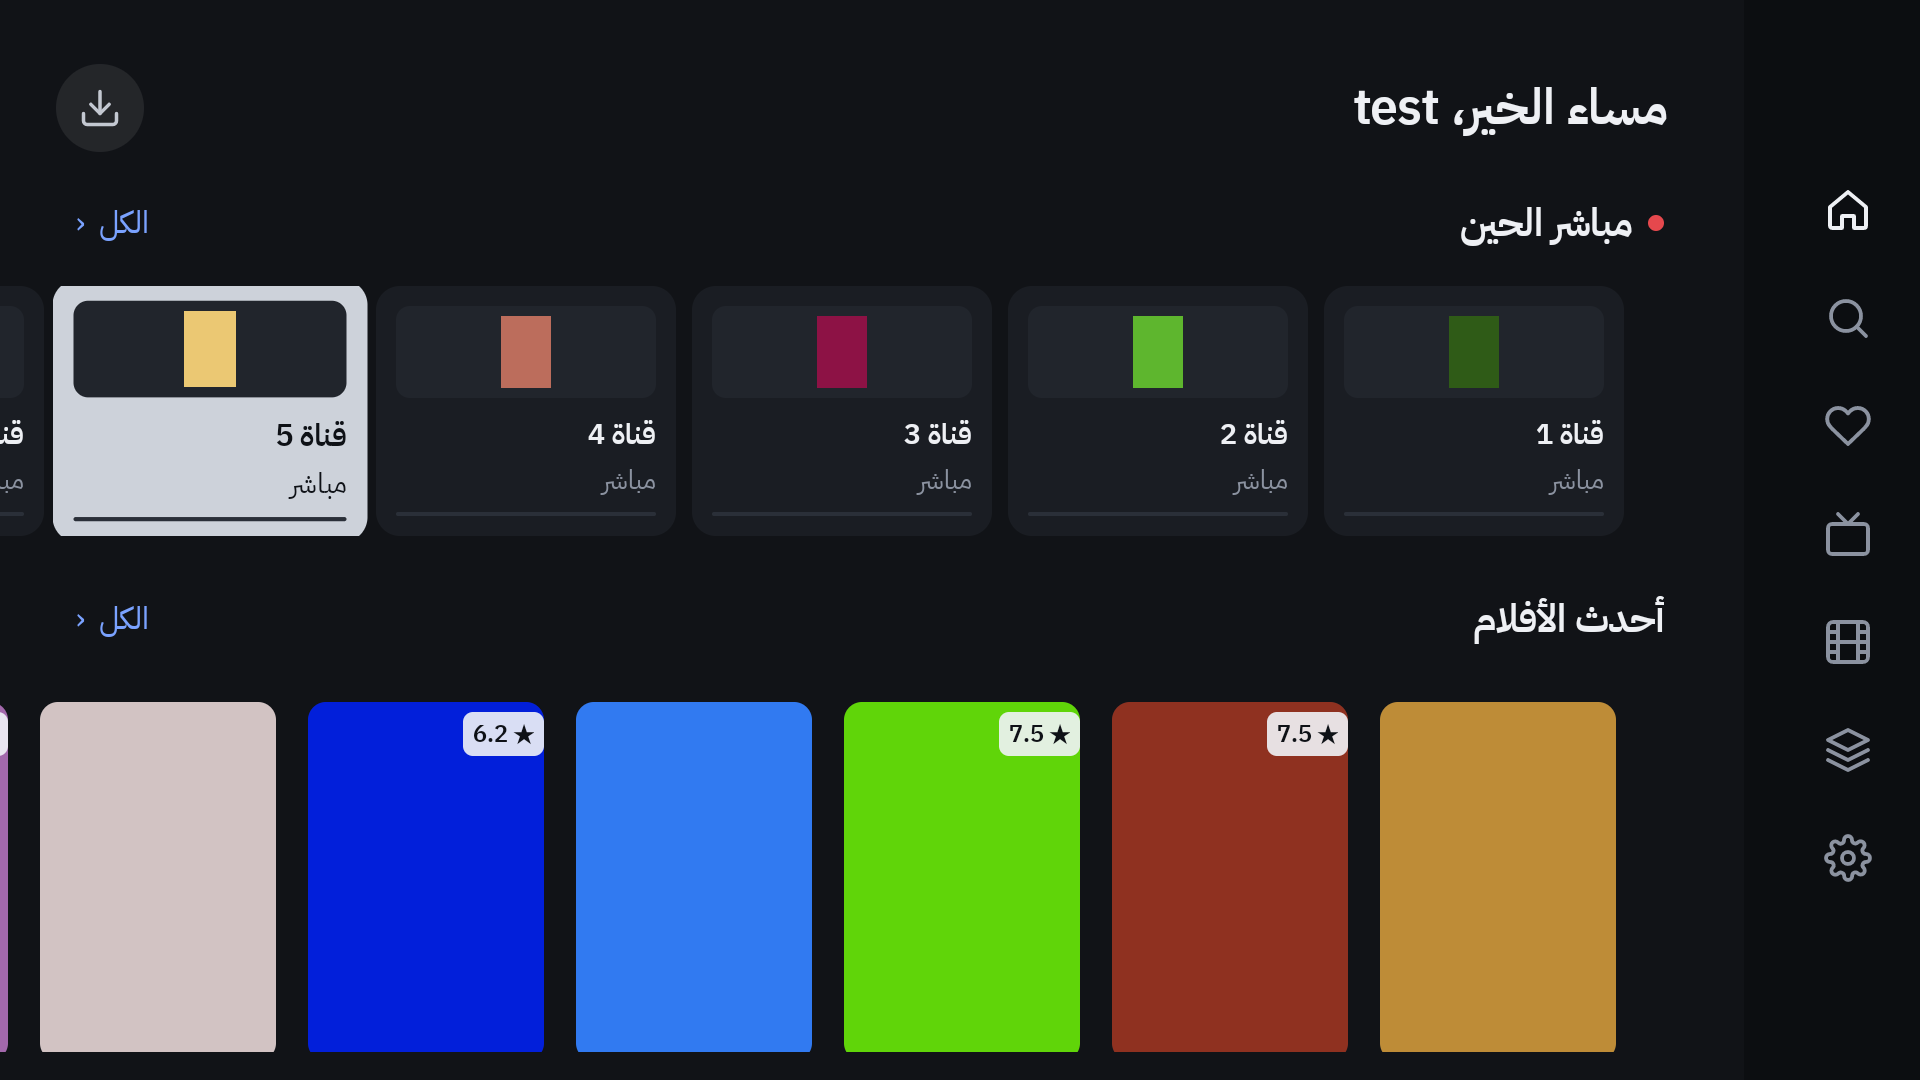 مساء الخير، test
مباشر الحين
الكل ‹
قناة 1
مباشر
قناة 2
مباشر
قناة 3
مباشر
قناة 4
مباشر
قناة 5
مباشر
أحدث الأفلام
الكل ‹
★ 7.5
★ 7.5
★ 6.2